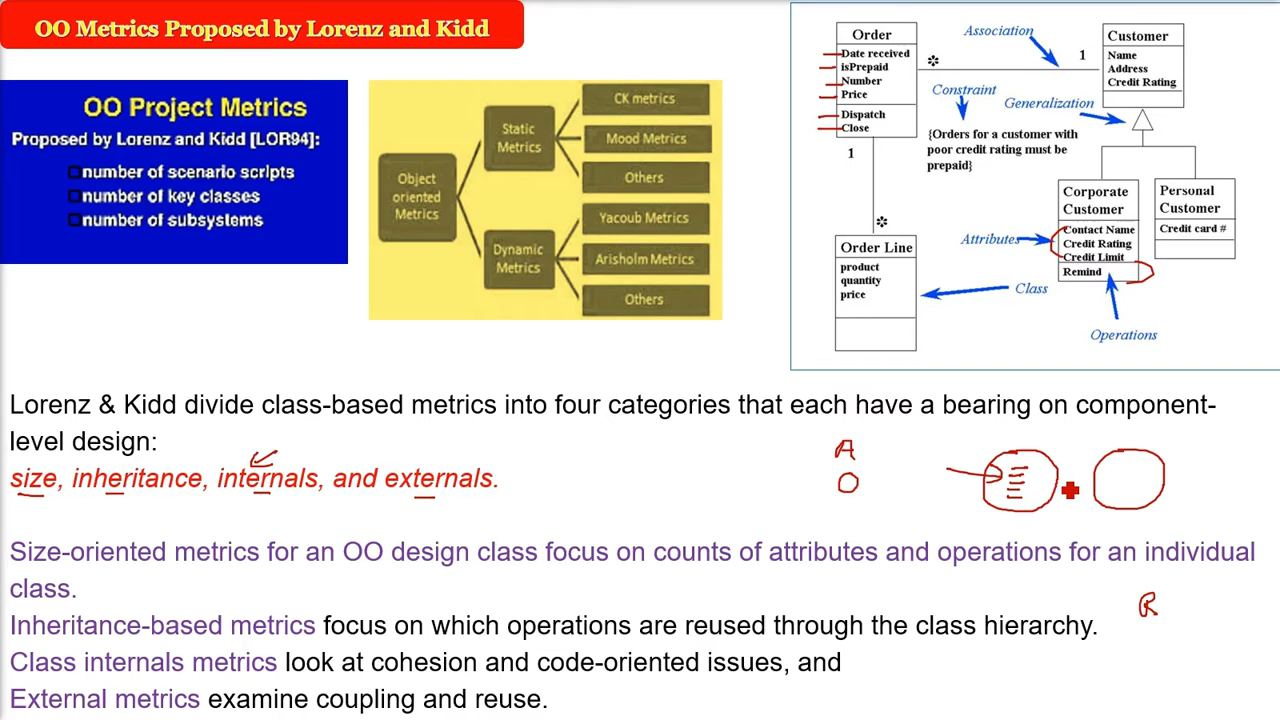 OO Metrics Proposed by Lorenz and Kidd
OO Project Metrics
Proposed by Lorenz and Kidd [LOR94]:
number of scenario scripts
number of key classes
number of subsystems
Object
oriented
Metrics
Static
Metrics
Dynamic
Metrics
CK metrics
Mood Metrics
Others
Yacoub Metrics
Arisholm Metrics
Others
Order
Date received
isPrepaid
Number
Price
Dispatch
Close
Association
*
1
Customer
Name
Address
Credit Rating
Constraint
Generalization
{Orders for a customer with
poor credit rating must be
prepaid}
1
*
Corporate
Customer
Contact Name
Credit Rating
Credit Limit
Remind
Personal
Customer
Credit card #
Attributes
Order Line
product
quantity
price
Class
Operations
Lorenz & Kidd divide class-based metrics into four categories that each have a bearing on component-
level design:
size, inheritance, internals, and externals.
A
O
Size-oriented metrics for an OO design class focus on counts of attributes and operations for an individual
class.
R
Inheritance-based metrics focus on which operations are reused through the class hierarchy.
Class internals metrics look at cohesion and code-oriented issues, and
External metrics examine coupling and reuse.